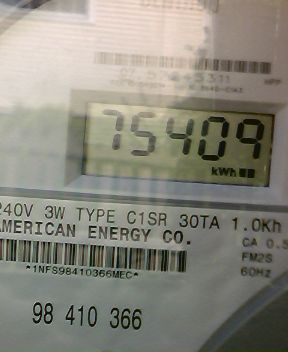 75409
kWh
240V 3W TYPE C1SR 30TA 1.0Kh
AMERICAN ENERGY CO.
CA 0.5
FM2S
60Hz
*1NFS98410366MEC*
98 410 366